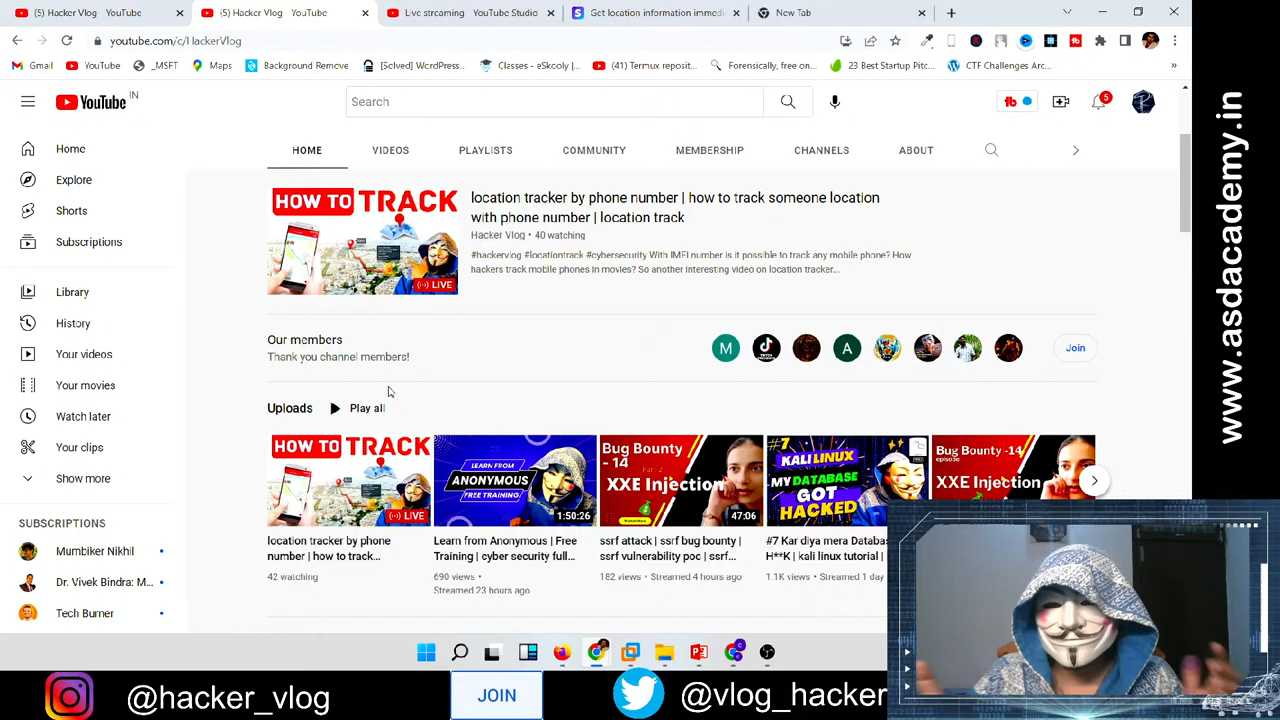 (5) Hacker Vlog - YouTube
(5) Hacker Vlog - YouTube
Live streaming - YouTube Studio
Get location information immed
New Tab
youtube.com/c/HackerVlog
Gmail
YouTube
_MSFT
Maps
Background Remove
[Solved] WordPress...
Classes - eSkooly |...
(41) Termux reposit...
Forensically, free on...
23 Best Startup Pitc...
CTF Challenges Arc...
YouTube IN
Search
5
HOME
VIDEOS
PLAYLISTS
COMMUNITY
MEMBERSHIP
CHANNELS
ABOUT
Home
Explore
Shorts
Subscriptions
Library
History
Your videos
Your movies
Watch later
Your clips
Show more
SUBSCRIPTIONS
Mumbiker Nikhil
Dr. Vivek Bindra: M...
Tech Burner
HOW TO TRACK
LIVE
location tracker by phone number | how to track someone location
with phone number | location track
Hacker Vlog • 40 watching
#hackervlog #locationtrack #cybersecurity With IMEI number is it possible to track any mobile phone? How
hackers track mobile phones in movies? So another interesting video on location tracker...
Our members
Thank you channel members!
M
A
Join
Uploads
Play all
HOW TO TRACK
LIVE
location tracker by phone
number | how to track...
42 watching
LEARN FROM
ANONYMOUS
FREE TRAINING
1:50:26
Learn from Anonymous | Free
Training | cyber security full...
690 views •
Streamed 23 hours ago
Bug Bounty
- 14
Part 2
XXE Injection
47:06
ssrf attack | ssrf bug bounty |
ssrf vulnerability poc | ssrf...
182 views • Streamed 4 hours ago
#7
KALI LINUX
MY DATABASE
GOT
HACKED
#7 Kar diya mera Databas
H**K | kali linux tutorial |
1.1K views • Streamed 1 day
Bug Bounty -14
episode
XXE Injection
@hacker_vlog
JOIN
@vlog_hacker
www.asdacademy.in